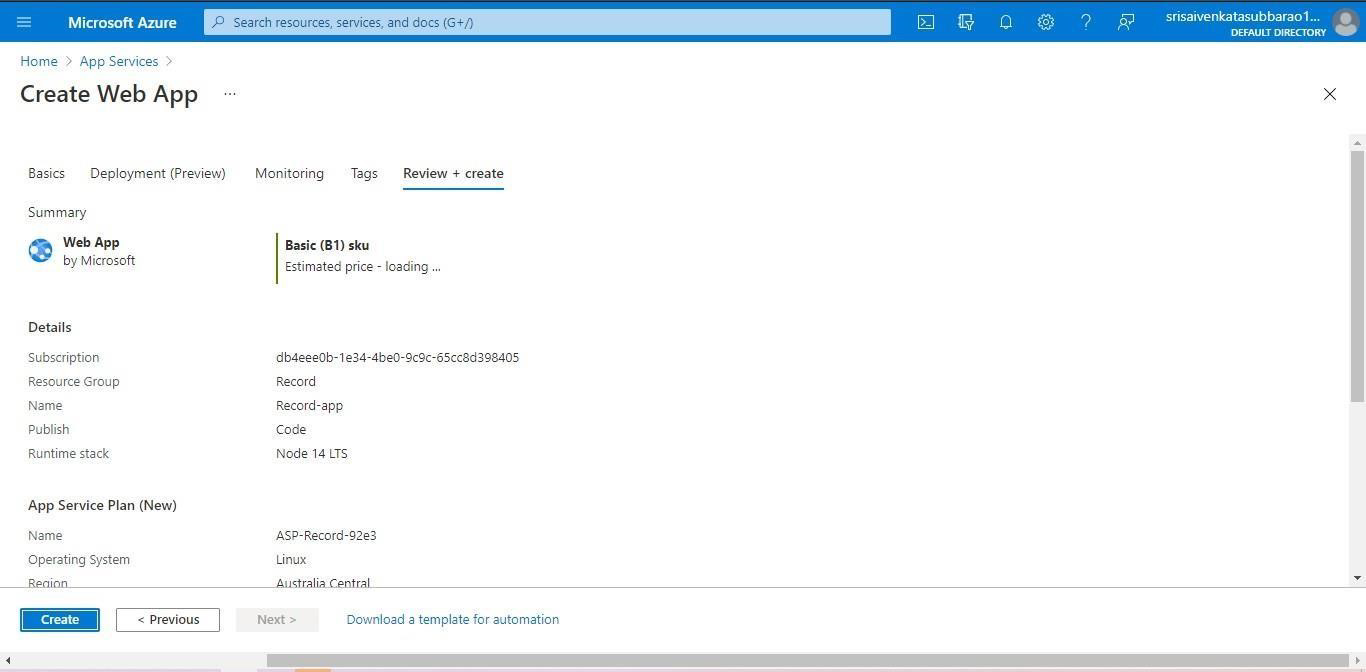 Microsoft Azure
Search resources, services, and docs (G+/)
srisaivenkatasubbarao1...
DEFAULT DIRECTORY
Home > App Services >
Create Web App ...
Basics Deployment (Preview) Monitoring Tags Review + create
Summary
Web App
by Microsoft
Basic (B1) sku
Estimated price - loading ...
Details
Subscription db4eee0b-1e34-4be0-9c9c-65cc8d398405
Resource Group Record
Name Record-app
Publish Code
Runtime stack Node 14 LTS
App Service Plan (New)
Name ASP-Record-92e3
Operating System Linux
Region Australia Central
Create < Previous Next > Download a template for automation